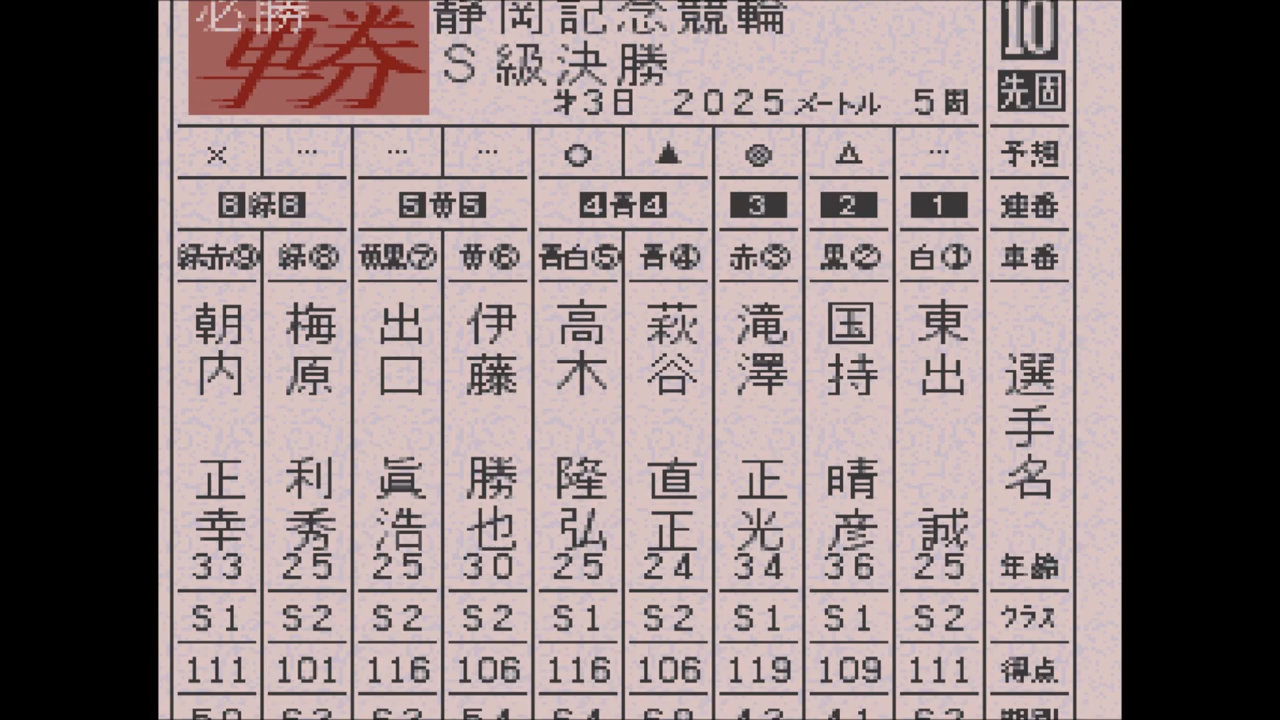 必勝
車券
静岡記念競輪
S級決勝
第3日 2025メートル 5周
10
先固
× … … … ○ ▲ ◎ △ … 予想
6緑6 5黄5 4青4 3 2 1 連番
緑赤⑨ 緑⑧ 黄黒⑦ 黄⑥ 青白⑤ 青④ 赤③ 黒② 白① 車番
朝内正幸 梅原利秀 出口眞浩 伊藤勝也 高木隆弘 萩谷直正 滝澤正光 国持晴彦 東出誠 選手名
33 25 25 30 25 24 34 36 25 年齢
S1 S2 S2 S2 S1 S2 S1 S1 S2 クラス
111 101 116 106 116 106 119 109 111 得点
期別